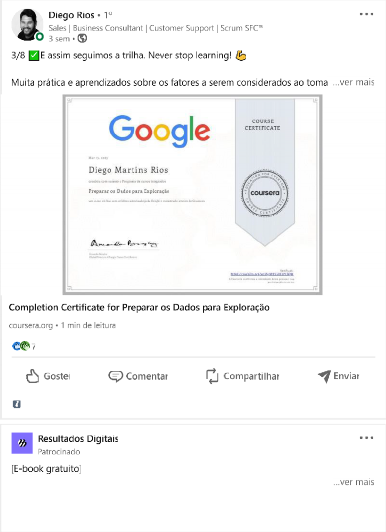 Diego Rios • 1º
Sales | Business Consultant | Customer Support | Scrum SFC™
3 sem •
3/8 ✅E assim seguimos a trilha. Never stop learning! 💪
Muita prática e aprendizados sobre os fatores a serem considerados ao toma ...ver mais
Google
COURSE
CERTIFICATE
Diego Martins Rios
Preparar os Dados para Exploração
coursera
Completion Certificate for Preparar os Dados para Exploração
coursera.org • 1 min de leitura
7
Gostei
Comentar
Compartilhar
Enviar
Resultados Digitais
Patrocinado
[E-book gratuito]
...ver mais